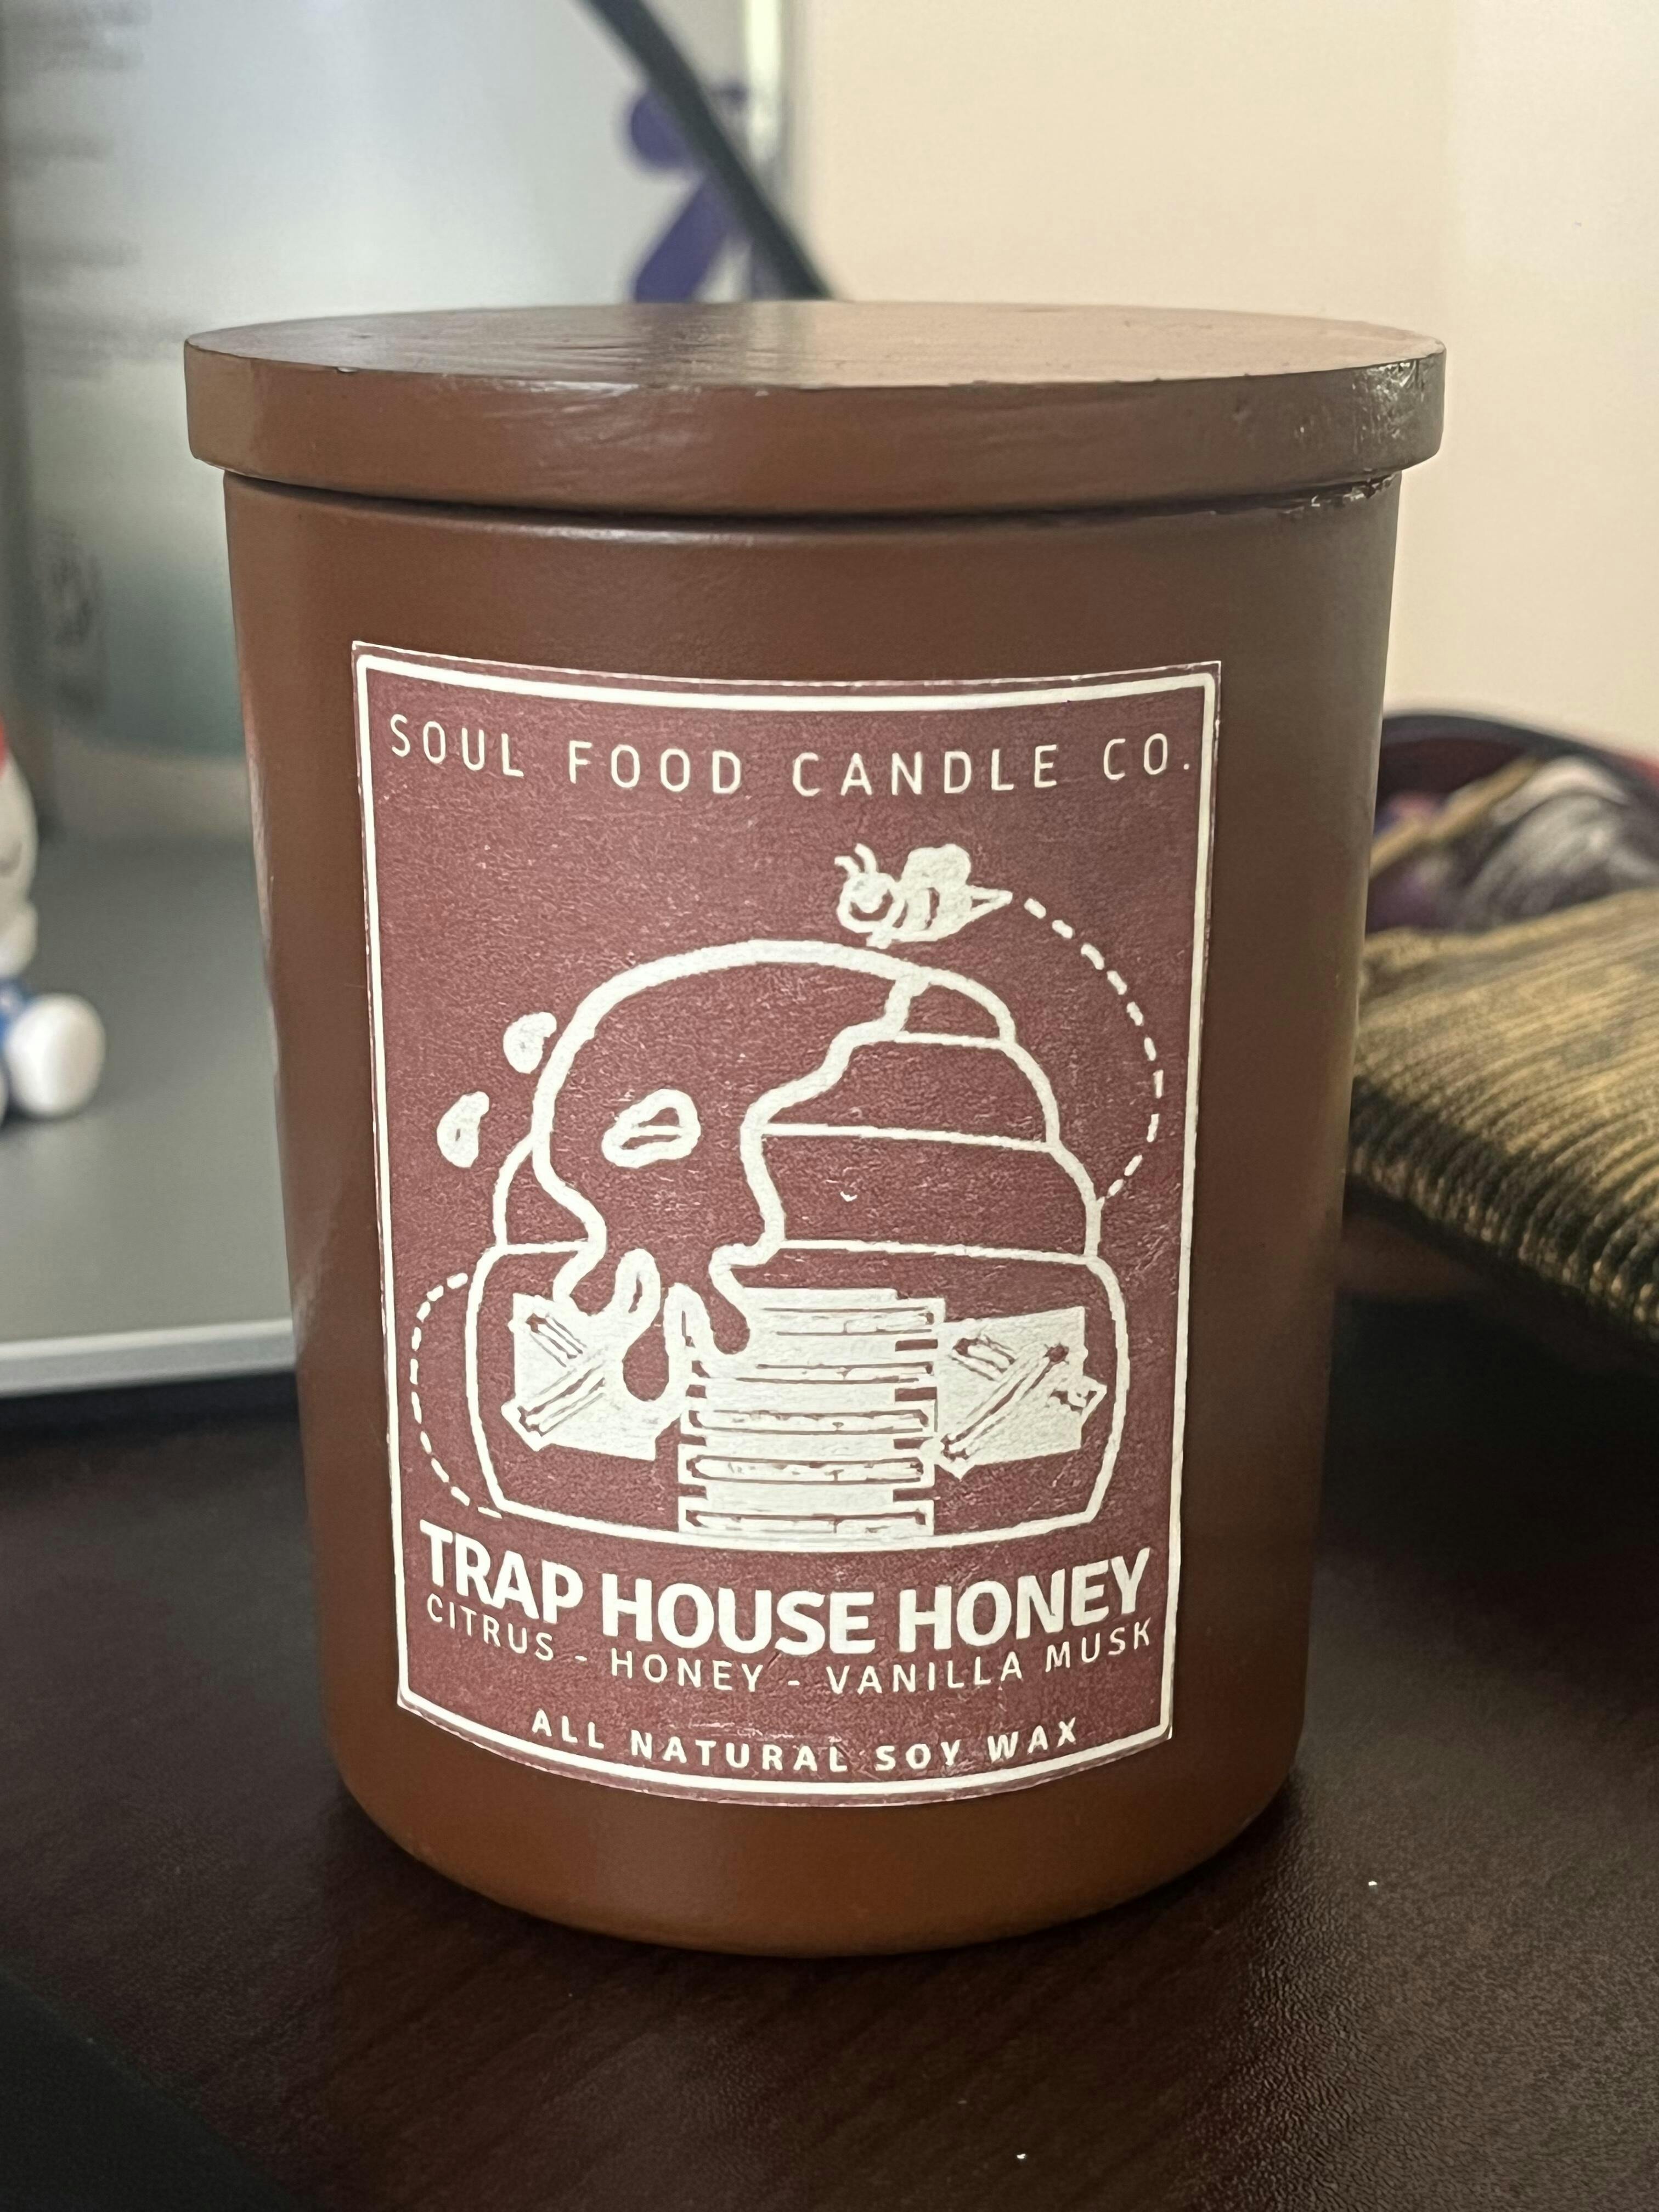 SOUL FOOD CANDLE CO.
TRAP HOUSE HONEY
CITRUS - HONEY - VANILLA MUSK
ALL NATURAL SOY WAX